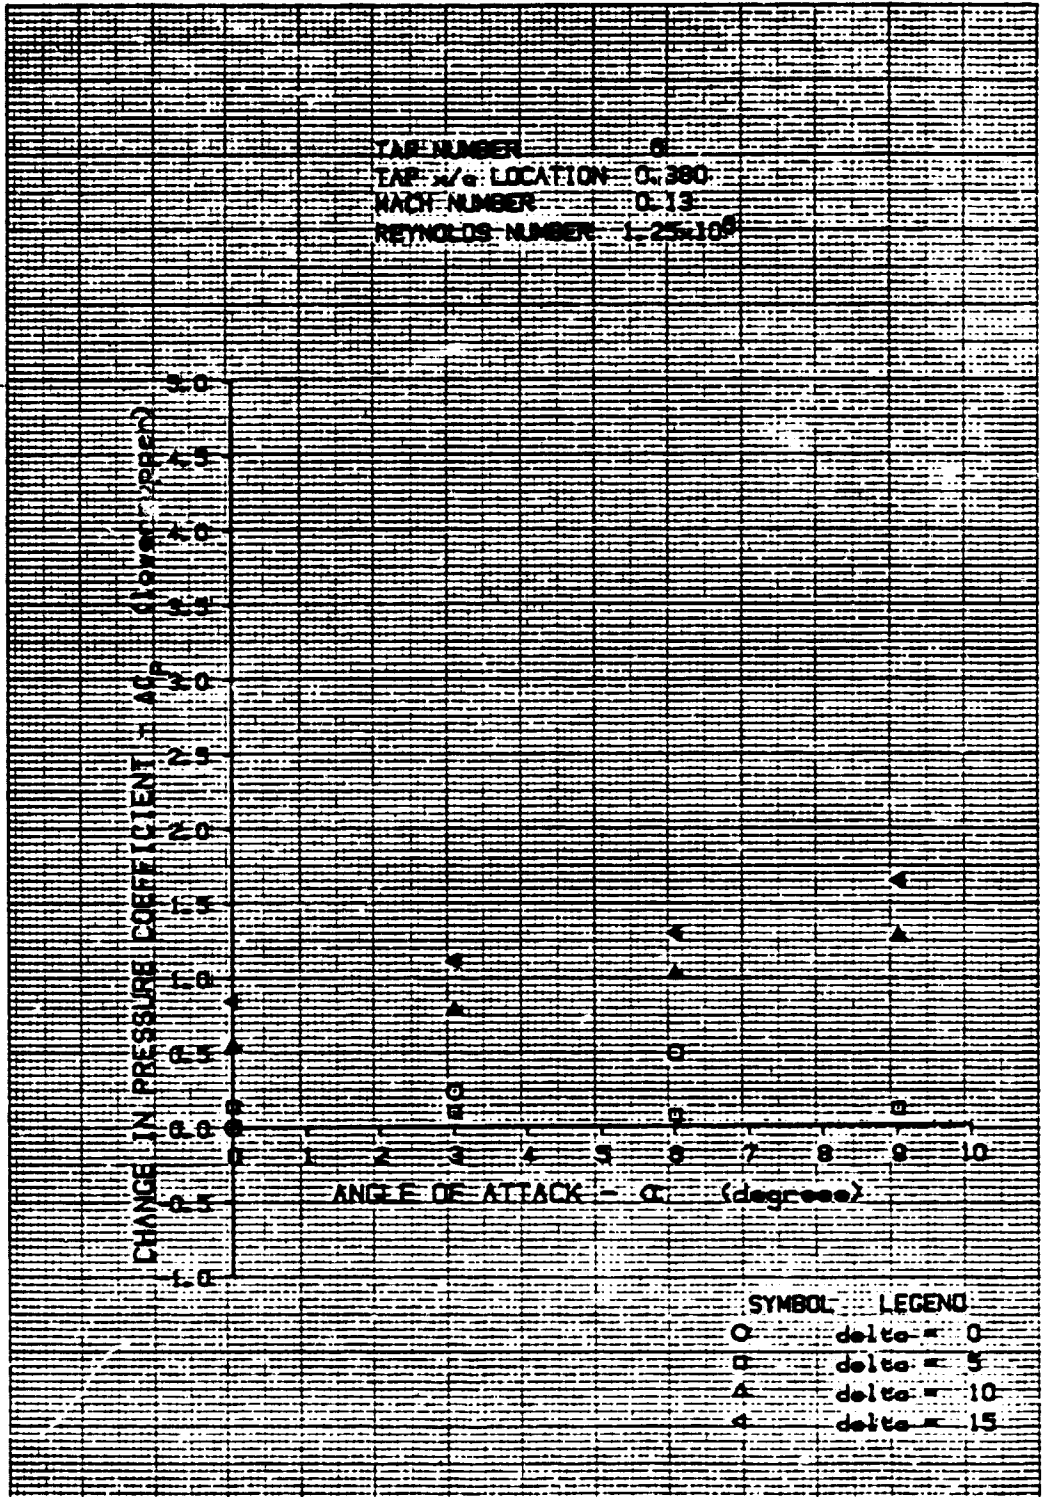 TAP NUMBER 6
TAP x/c LOCATION 0.380
MACH NUMBER 0.13
REYNOLDS NUMBER 1.25x10⁶
CHANGE IN PRESSURE COEFFICIENT - ΔCp (lower-upper)
5.0
4.5
4.0
3.5
3.0
2.5
2.0
1.5
1.0
0.5
0.0
-0.5
-1.0
0 1 2 3 4 5 6 7 8 9 10
ANGLE OF ATTACK - α (degrees)
SYMBOL LEGEND
delta = 0
delta = 5
delta = 10
delta = 15